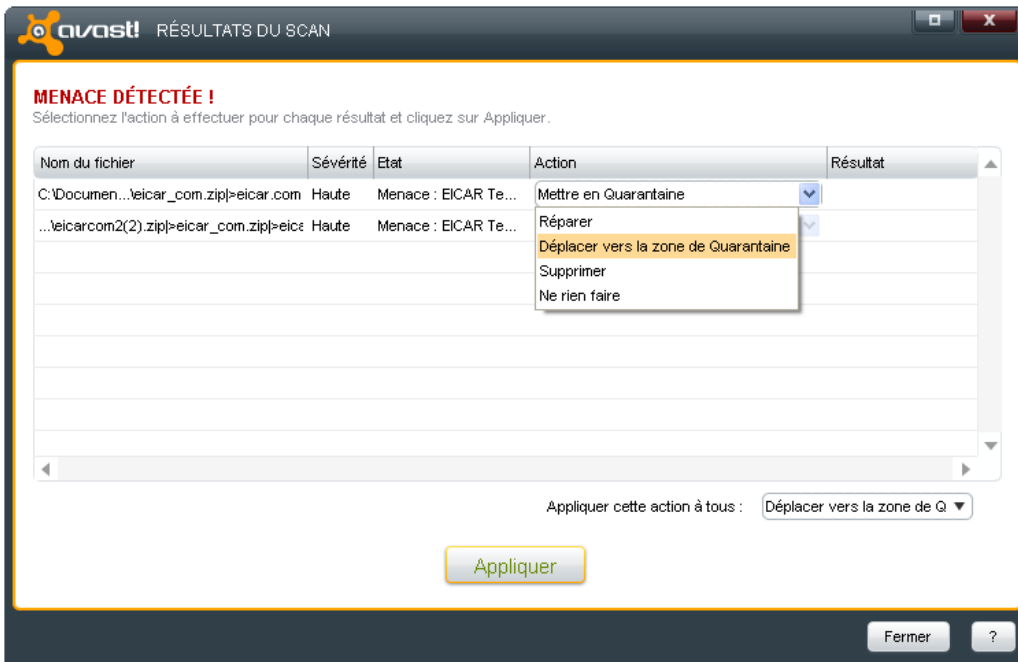 avast! RÉSULTATS DU SCAN
MENACE DÉTECTÉE !
Sélectionnez l'action à effectuer pour chaque résultat et cliquez sur Appliquer.
Nom du fichier Sévérité Etat Action Résultat
C:\Documen...\eicar_com.zip|>eicar.com Haute Menace : EICAR Te... Mettre en Quarantaine
...\eicarcom2(2).zip|>eicar_com.zip|>eica Haute Menace : EICAR Te...
Réparer
Déplacer vers la zone de Quarantaine
Supprimer
Ne rien faire
Appliquer cette action à tous : Déplacer vers la zone de Q
Appliquer
Fermer ?